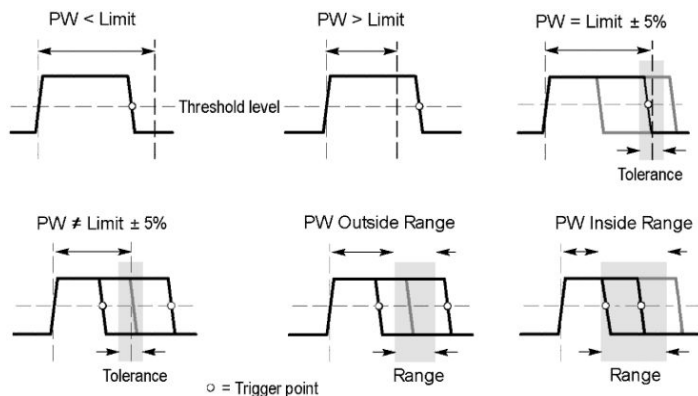 PW < Limit
PW > Limit
PW = Limit ± 5%
Threshold level
Tolerance
PW ≠ Limit ± 5%
PW Outside Range
PW Inside Range
Tolerance
Range
Range
= Trigger point